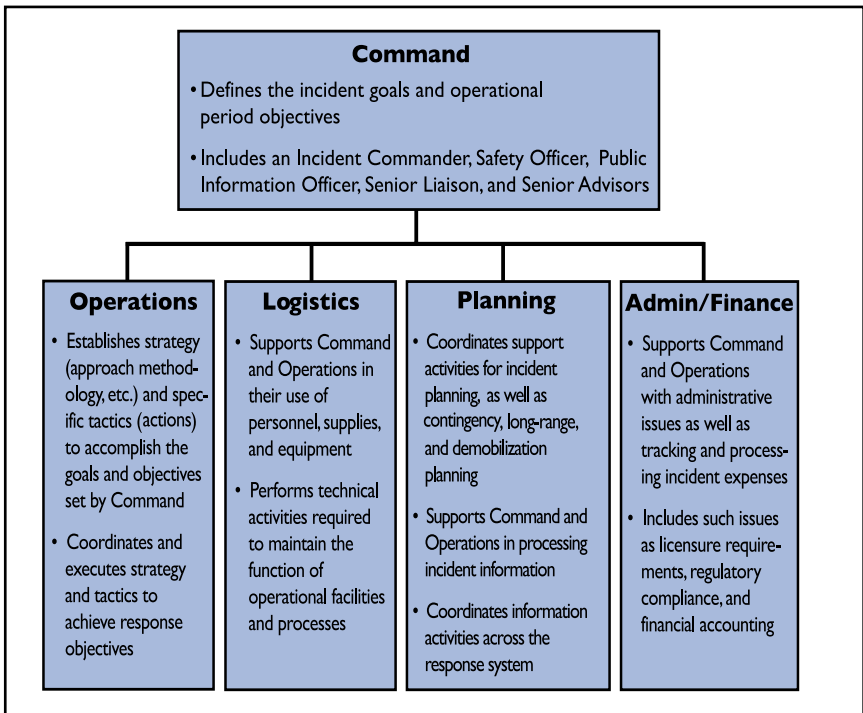 Command
• Defines the incident goals and operational
period objectives
• Includes an Incident Commander, Safety Officer, Public
Information Officer, Senior Liaison, and Senior Advisors
Operations
• Establishes strategy
(approach method-
ology, etc.) and spec-
ific tactics (actions)
to accomplish the
goals and objectives
set by Command
• Coordinates and
executes strategy
and tactics to
achieve response
objectives
Logistics
• Supports Command
and Operations in
their use of
personnel, supplies,
and equipment
• Performs technical
activities required
to maintain the
function of
operational facilities
and processes
Planning
• Coordinates support
activities for incident
planning, as well as
contingency, long-range,
and demobilization
planning
• Supports Command and
Operations in processing
incident information
• Coordinates information
activities across the
response system
Admin/Finance
• Supports Command
and Operations
with administrative
issues as well as
tracking and process-
ing incident expenses
• Includes such issues
as licensure require-
ments, regulatory
compliance, and
financial accounting